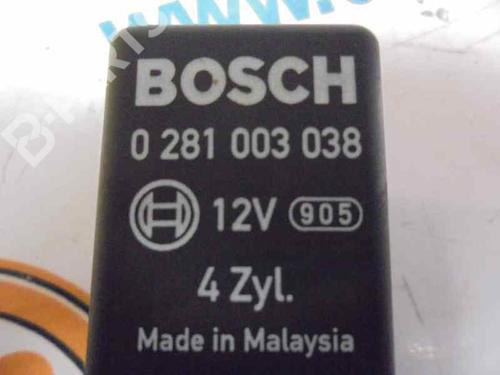 BOSCH
0 281 003 038
12V 905
4 Zyl.
Made in Malaysia